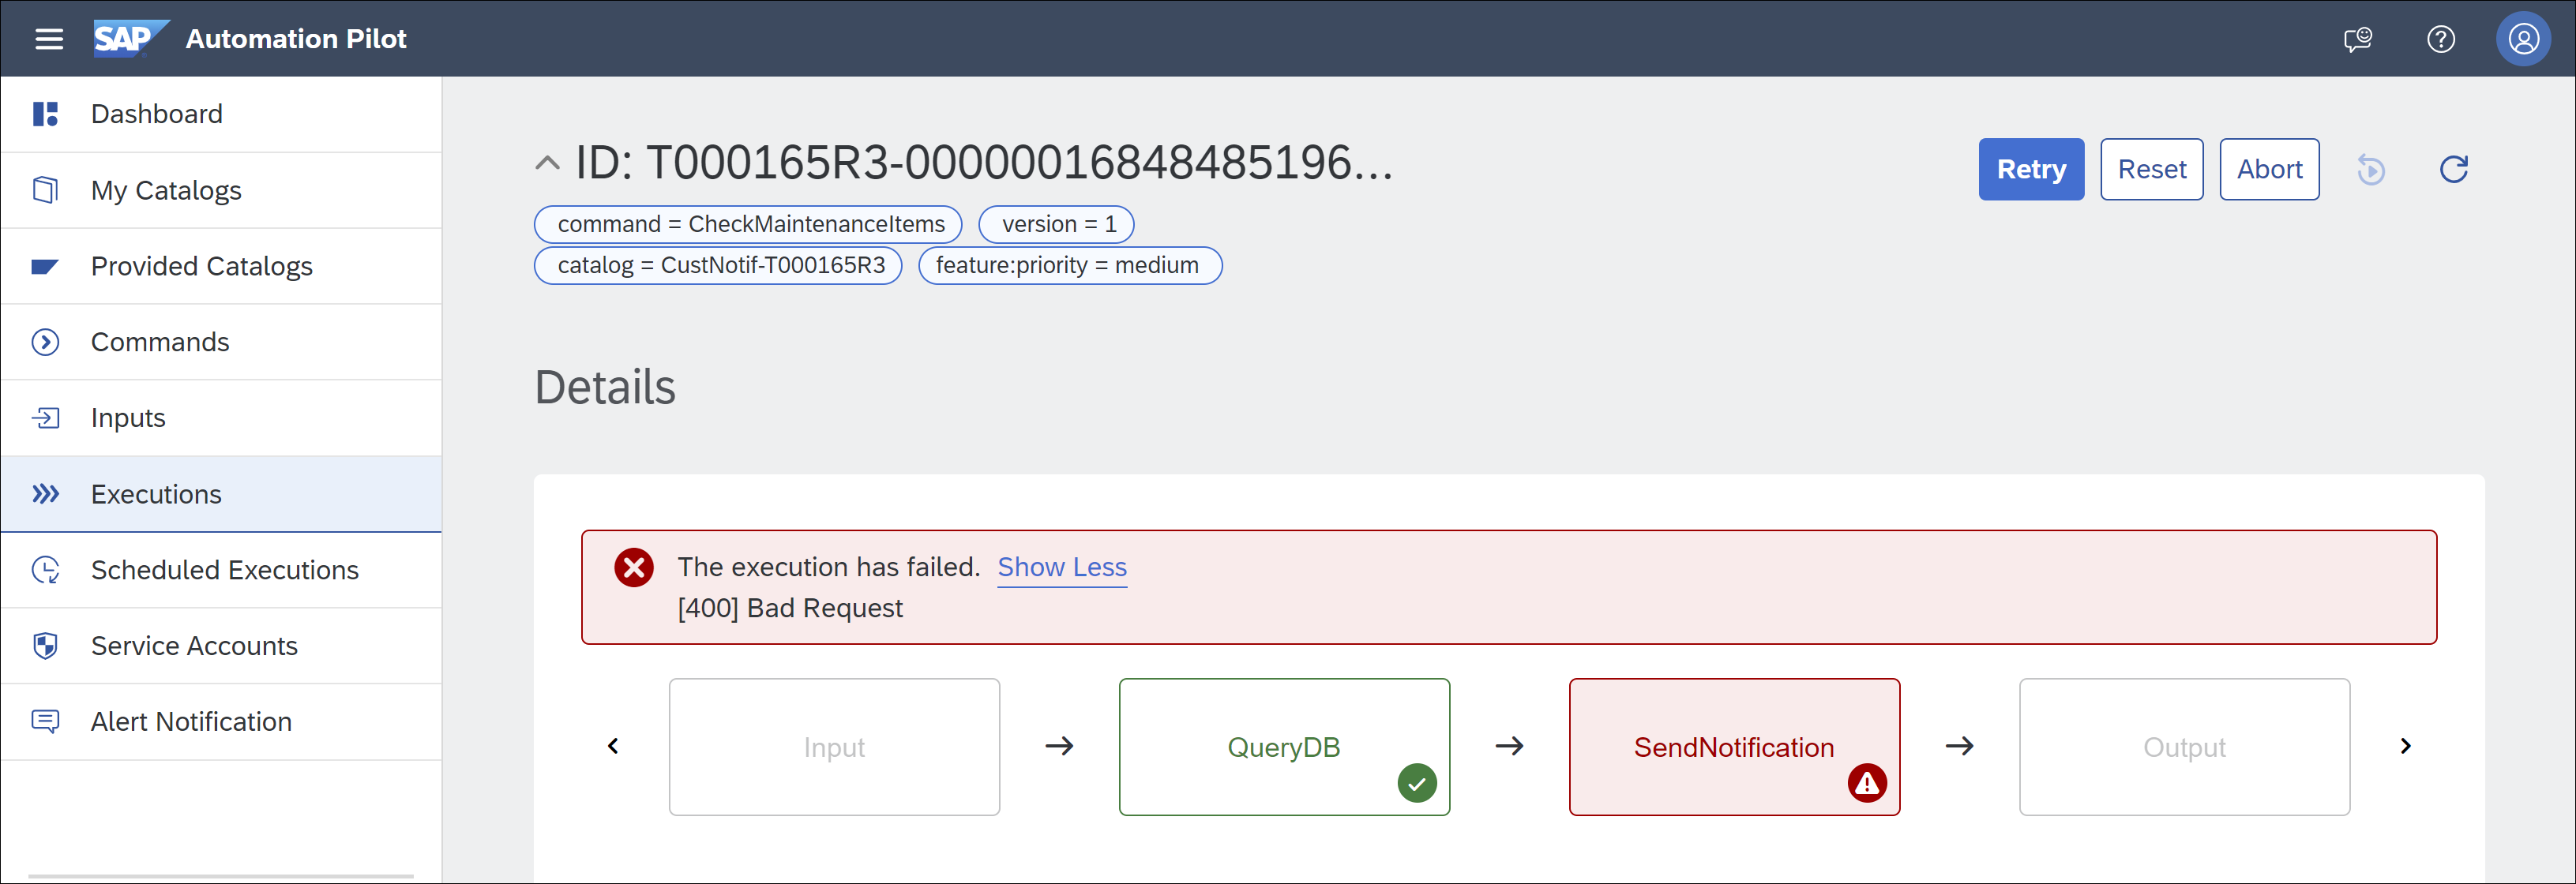 SAP Automation Pilot
Dashboard
My Catalogs
Provided Catalogs
Commands
Inputs
Executions
Scheduled Executions
Service Accounts
Alert Notification
ID: T000165R3-00000016848485196...
Retry
Reset
Abort
command = CheckMaintenanceItems
version = 1
catalog = CustNotif-T000165R3
feature:priority = medium
Details
The execution has failed. Show Less
[400] Bad Request
Input
QueryDB
SendNotification
Output